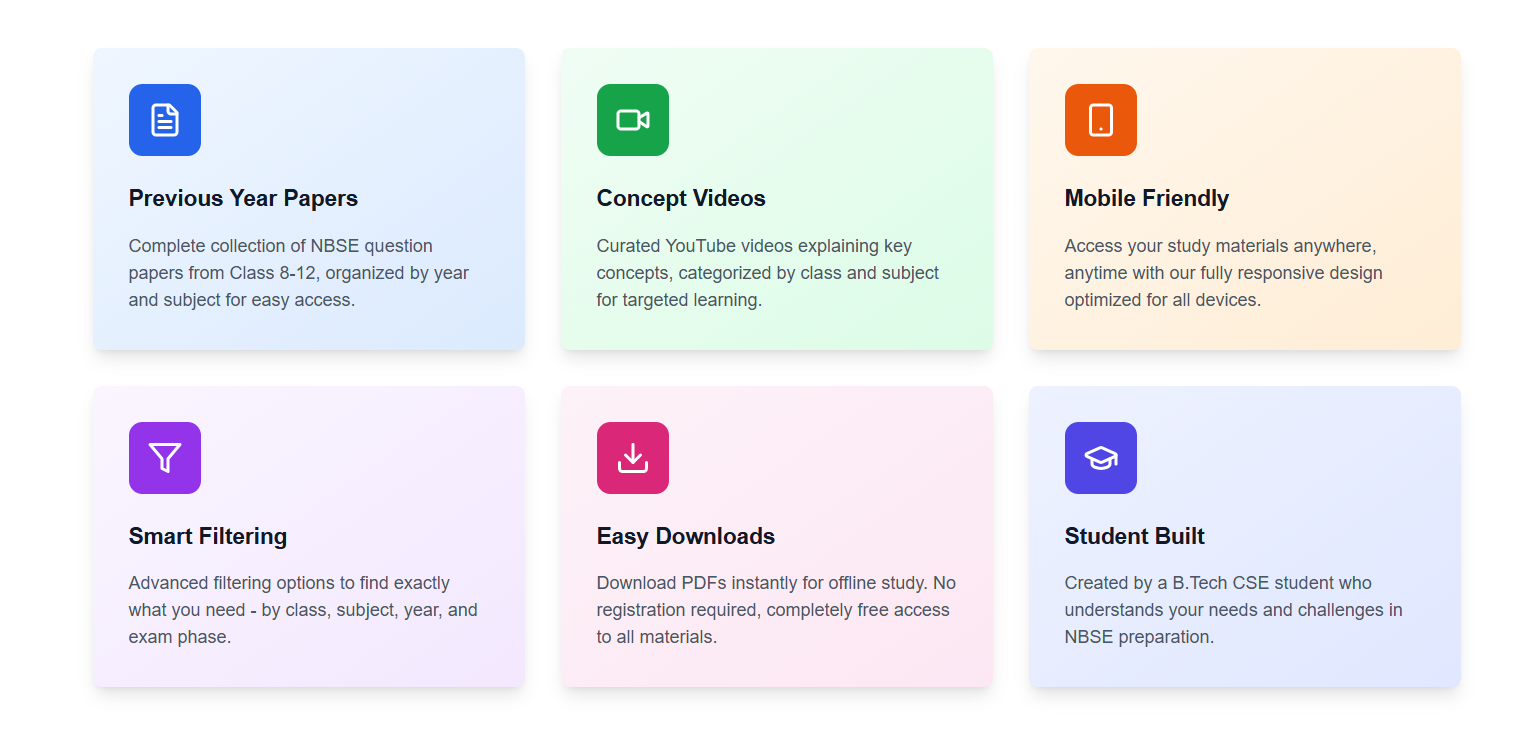 Previous Year Papers
Complete collection of NBSE question
papers from Class 8-12, organized by year
and subject for easy access.
Concept Videos
Curated YouTube videos explaining key
concepts, categorized by class and subject
for targeted learning.
Mobile Friendly
Access your study materials anywhere,
anytime with our fully responsive design
optimized for all devices.
Smart Filtering
Advanced filtering options to find exactly
what you need - by class, subject, year, and
exam phase.
Easy Downloads
Download PDFs instantly for offline study. No
registration required, completely free access
to all materials.
Student Built
Created by a B.Tech CSE student who
understands your needs and challenges in
NBSE preparation.